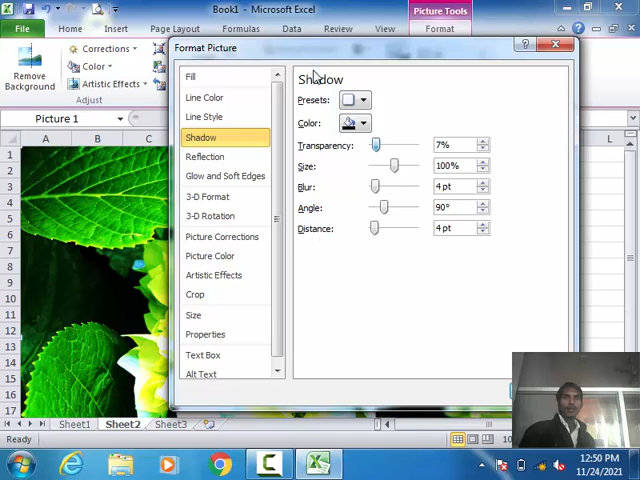 Book1 - Microsoft Excel
Picture Tools
File Home Insert Page Layout Formulas Data Review View Format
Remove Background
Corrections
Color
Artistic Effects
Adjust
Format Picture
Picture 1
A B C L
1
2
3
4
5
6
7
8
9
10
11
12
13
14
15
16
17
Fill
Line Color
Line Style
Shadow
Reflection
Glow and Soft Edges
3-D Format
3-D Rotation
Picture Corrections
Picture Color
Artistic Effects
Crop
Size
Properties
Text Box
Alt Text
Shadow
Presets:
Color:
Transparency: 7%
Size: 100%
Blur: 4 pt
Angle: 90°
Distance: 4 pt
Sheet1 Sheet2 Sheet3
Ready
12:50 PM
11/24/2021